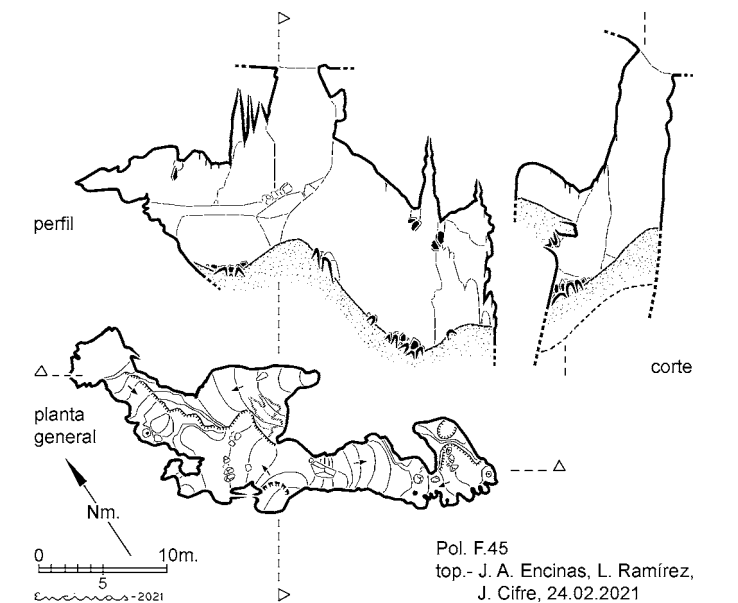 perfil
corte
planta
general
Nm.
0 10m.
5
Encinas-2021
Pol. F.45
top.- J. A. Encinas, L. Ramírez,
J. Cifre, 24.02.2021